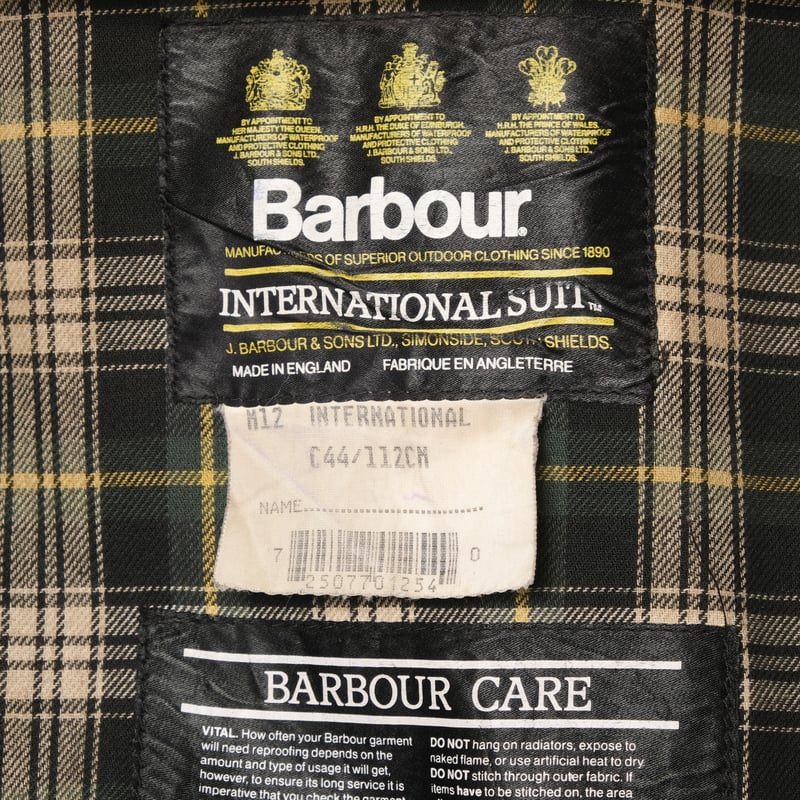 BY APPOINTMENT TO
HER MAJESTY THE QUEEN.
MANUFACTURERS OF WATERPROOF
AND PROTECTIVE CLOTHING
J. BARBOUR & SONS LTD.,
SOUTH SHIELDS.
BY APPOINTMENT TO
H.R.H. THE DUKE OF EDINBURGH.
MANUFACTURERS OF WATERPROOF
AND PROTECTIVE CLOTHING
J. BARBOUR & SONS LTD.,
SOUTH SHIELDS.
BY APPOINTMENT TO
H.R.H. THE PRINCE OF WALES.
MANUFACTURERS OF WATERPROOF
AND PROTECTIVE CLOTHING
J. BARBOUR & SONS LTD.,
SOUTH SHIELDS.
Barbour®
MANUFACTURERS OF SUPERIOR OUTDOOR CLOTHING SINCE 1890
INTERNATIONAL SUIT TM
J. BARBOUR & SONS LTD., SIMONSIDE, SOUTH SHIELDS.
MADE IN ENGLAND FABRIQUE EN ANGLETERRE
M12 INTERNATIONAL
C44/112CM
NAME
7 2507701254 0
BARBOUR CARE
VITAL. How often your Barbour garment
will need reproofing depends on the
amount and type of usage it will get,
however, to ensure its long service it is
imperative that you check the garment
DO NOT hang on radiators, expose to
naked flame, or use artificial heat to dry
DO NOT stitch through outer fabric. If
items have to be stitched on, the area